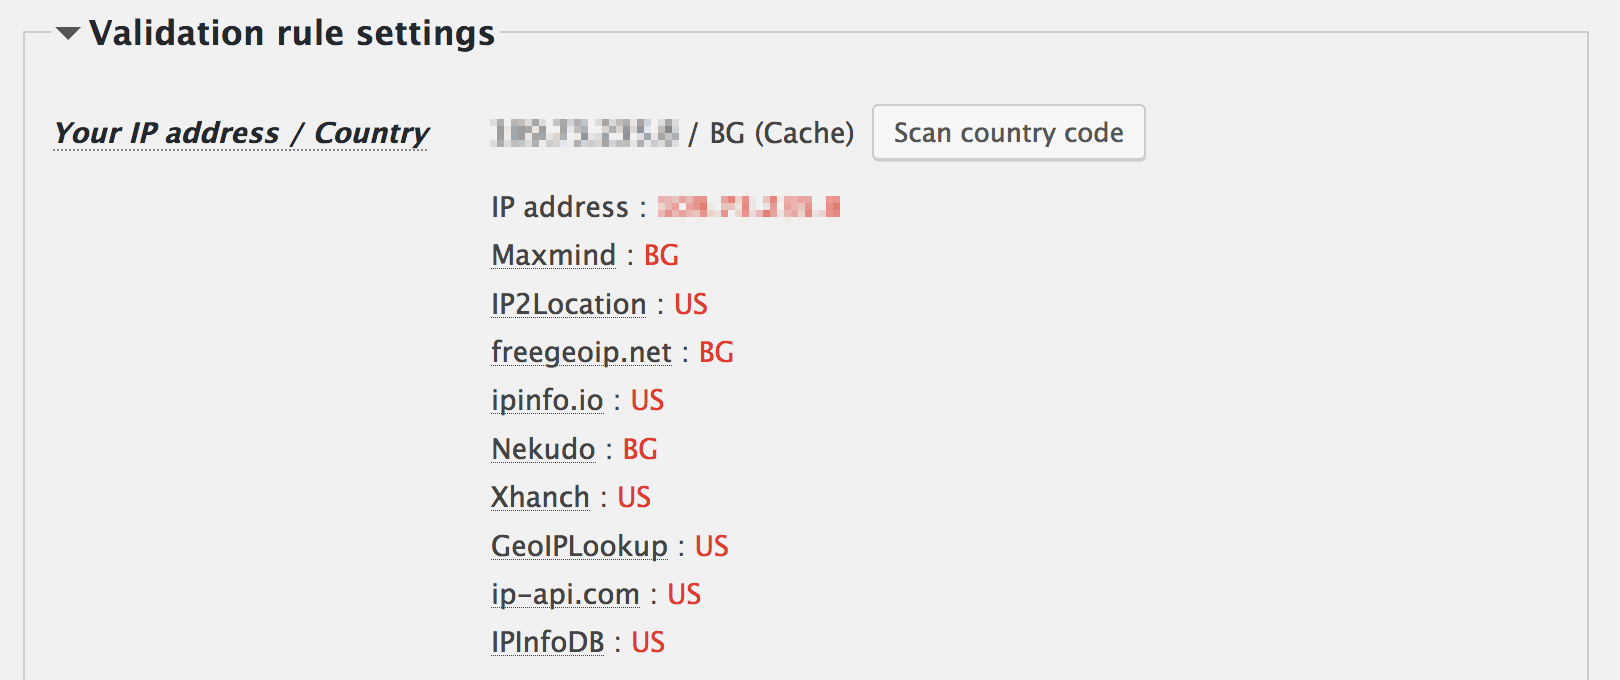 Validation rule settings
Your IP address / Country
/ BG (Cache)
Scan country code
IP address :
Maxmind : BG
IP2Location : US
freegeoip.net : BG
ipinfo.io : US
Nekudo : BG
Xhanch : US
GeoIPLookup : US
ip-api.com : US
IPInfoDB : US